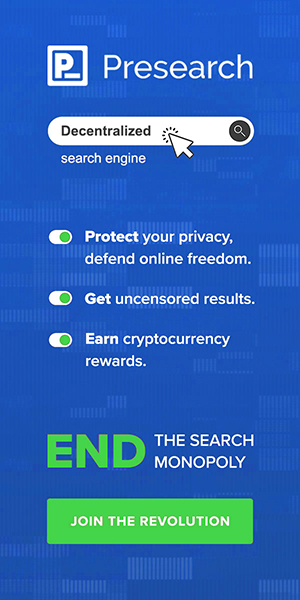 Presearch
Decentralized
search engine
Protect your privacy,
defend online freedom.
Get uncensored results.
Earn cryptocurrency
rewards.
END THE SEARCH
MONOPOLY
JOIN THE REVOLUTION